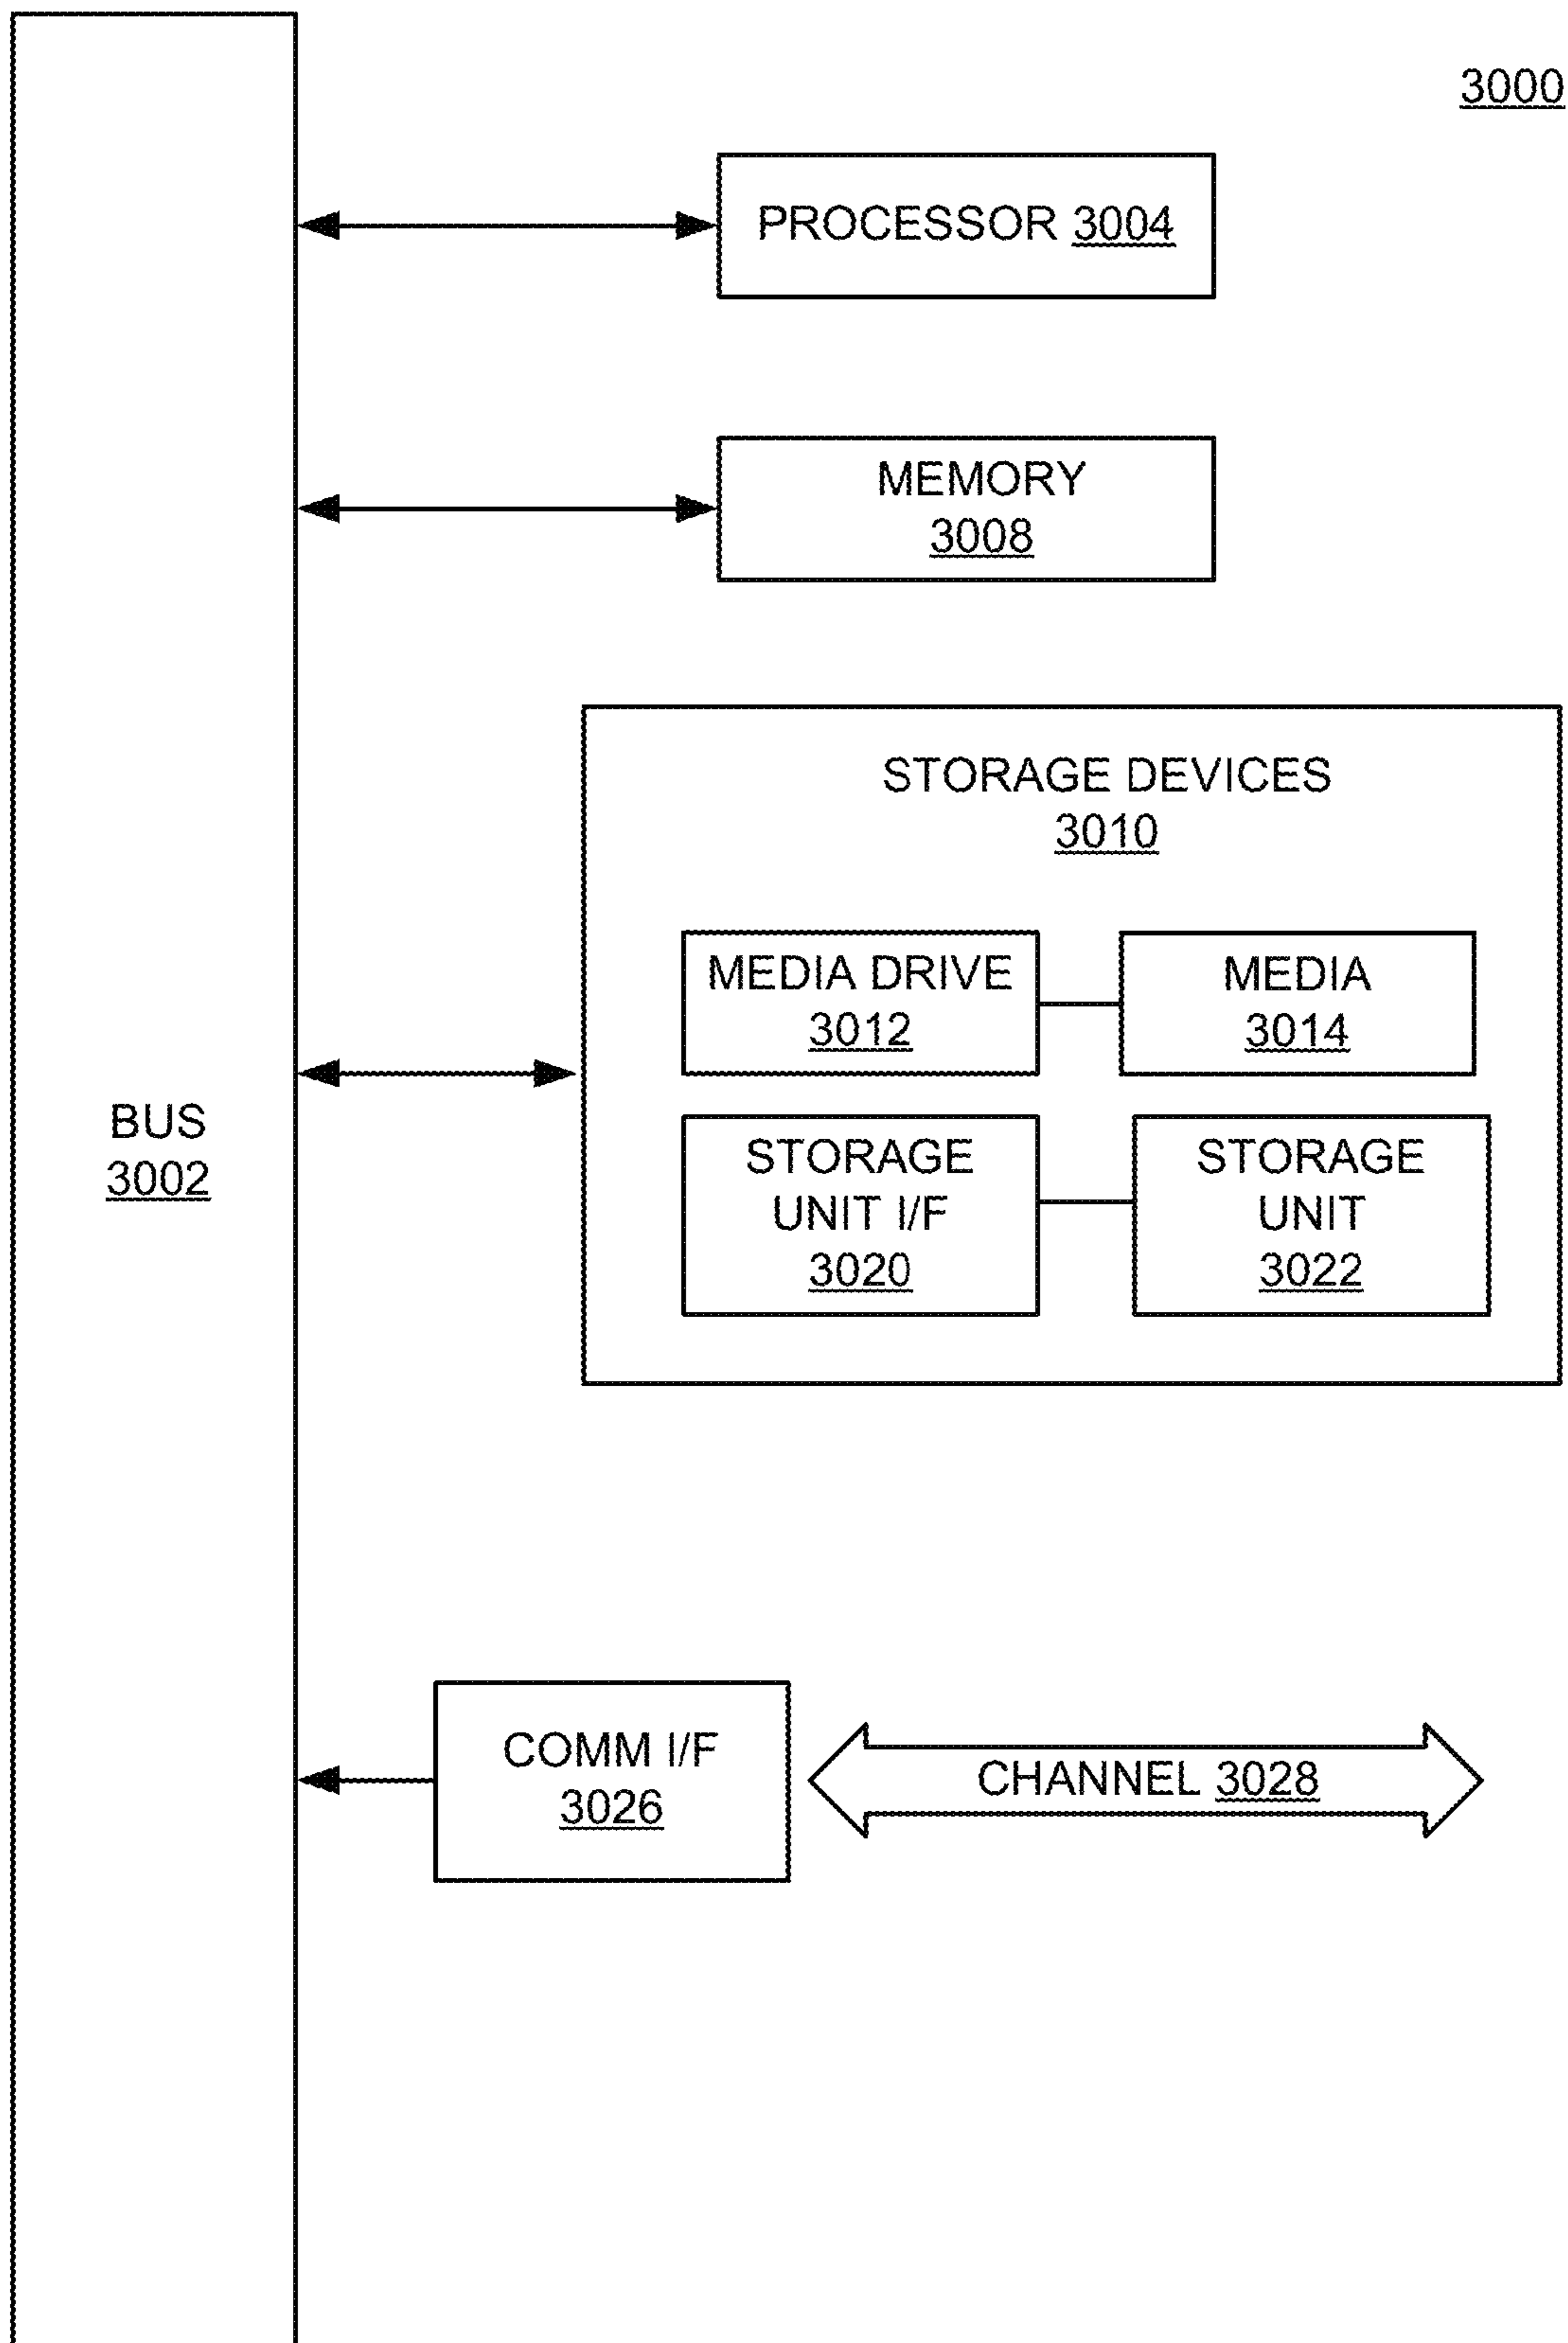 3000
PROCESSOR 3004
MEMORY
3008
STORAGE DEVICES
3010
MEDIA DRIVE
3012
MEDIA
3014
BUS
3002
STORAGE
UNIT I/F
3020
STORAGE
UNIT
3022
COMM I/F
3026
CHANNEL 3028